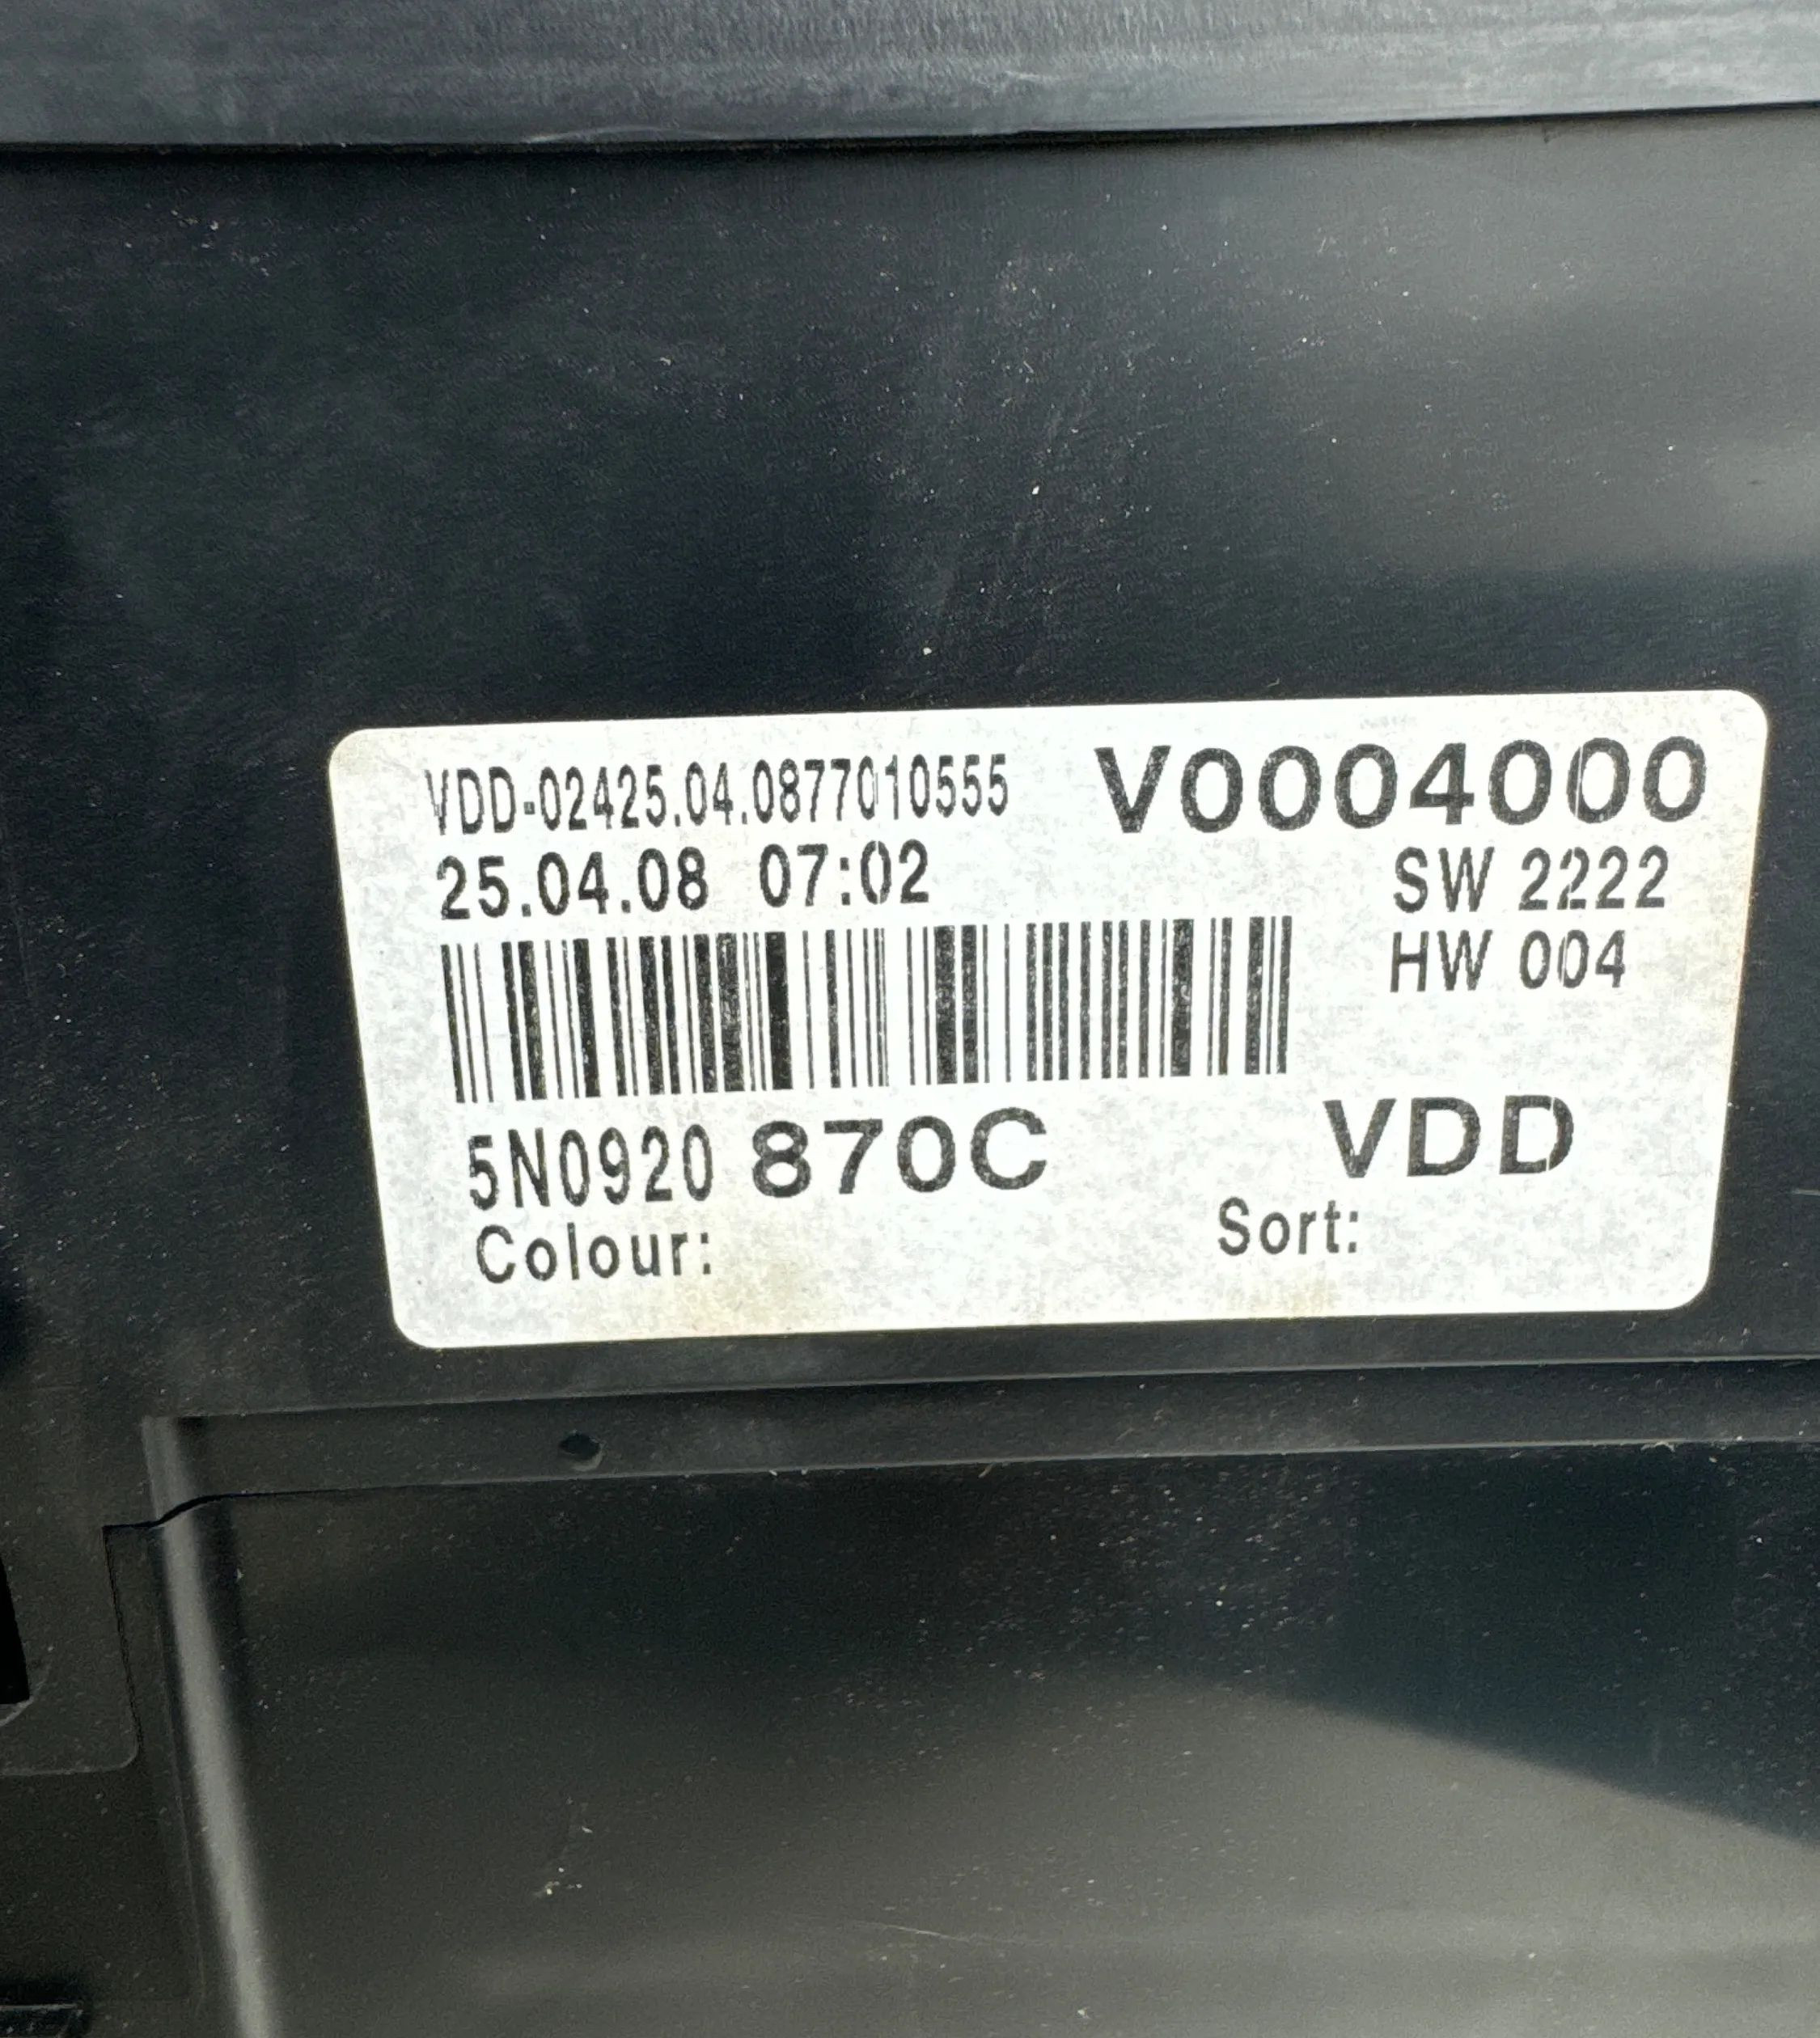 VDD-02425.04.0877010555 V0004000
25.04.08 07:02 SW 2222
HW 004
5N0920 870C VDD
Colour: Sort: